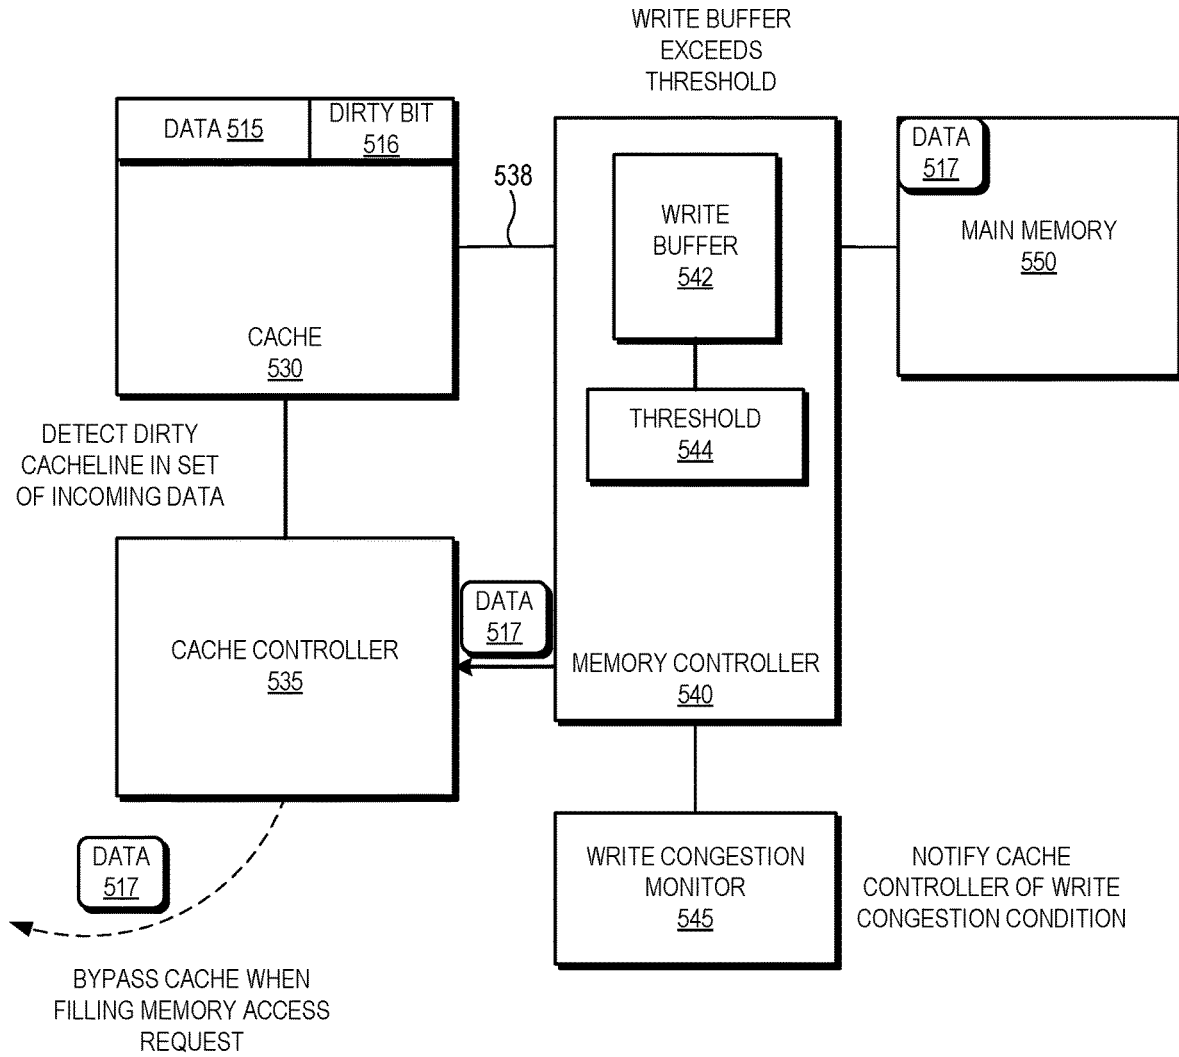 WRITE BUFFER
EXCEEDS
THRESHOLD
DATA 515
DIRTY BIT
516
538
CACHE
530
WRITE
BUFFER
542
THRESHOLD
544
DATA
517
MAIN MEMORY
550
DETECT DIRTY
CACHELINE IN SET
OF INCOMING DATA
CACHE CONTROLLER
535
DATA
517
MEMORY CONTROLLER
540
DATA
517
BYPASS CACHE WHEN
FILLING MEMORY ACCESS
REQUEST
WRITE CONGESTION
MONITOR
545
NOTIFY CACHE
CONTROLLER OF WRITE
CONGESTION CONDITION